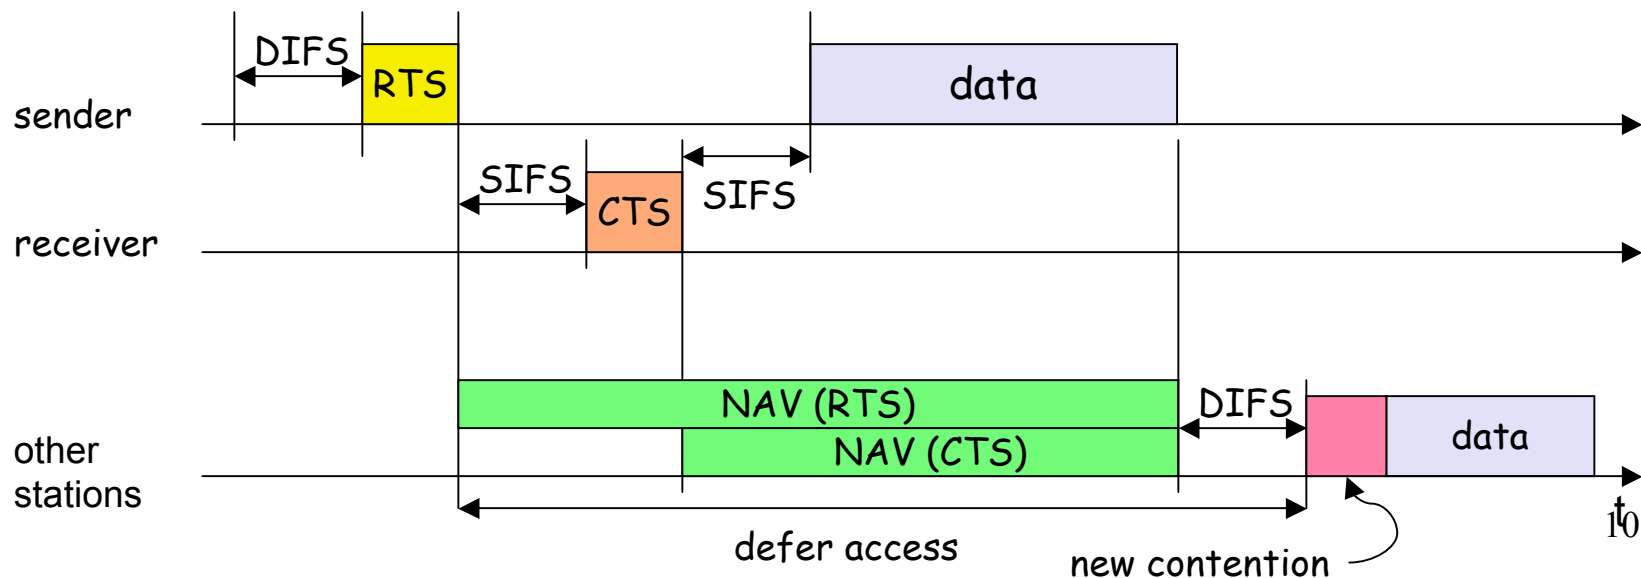 DIFS
RTS
data
sender
SIFS
CTS
SIFS
receiver
NAV (RTS)
DIFS
NAV (CTS)
data
other
stations
t
10
defer access
new contention